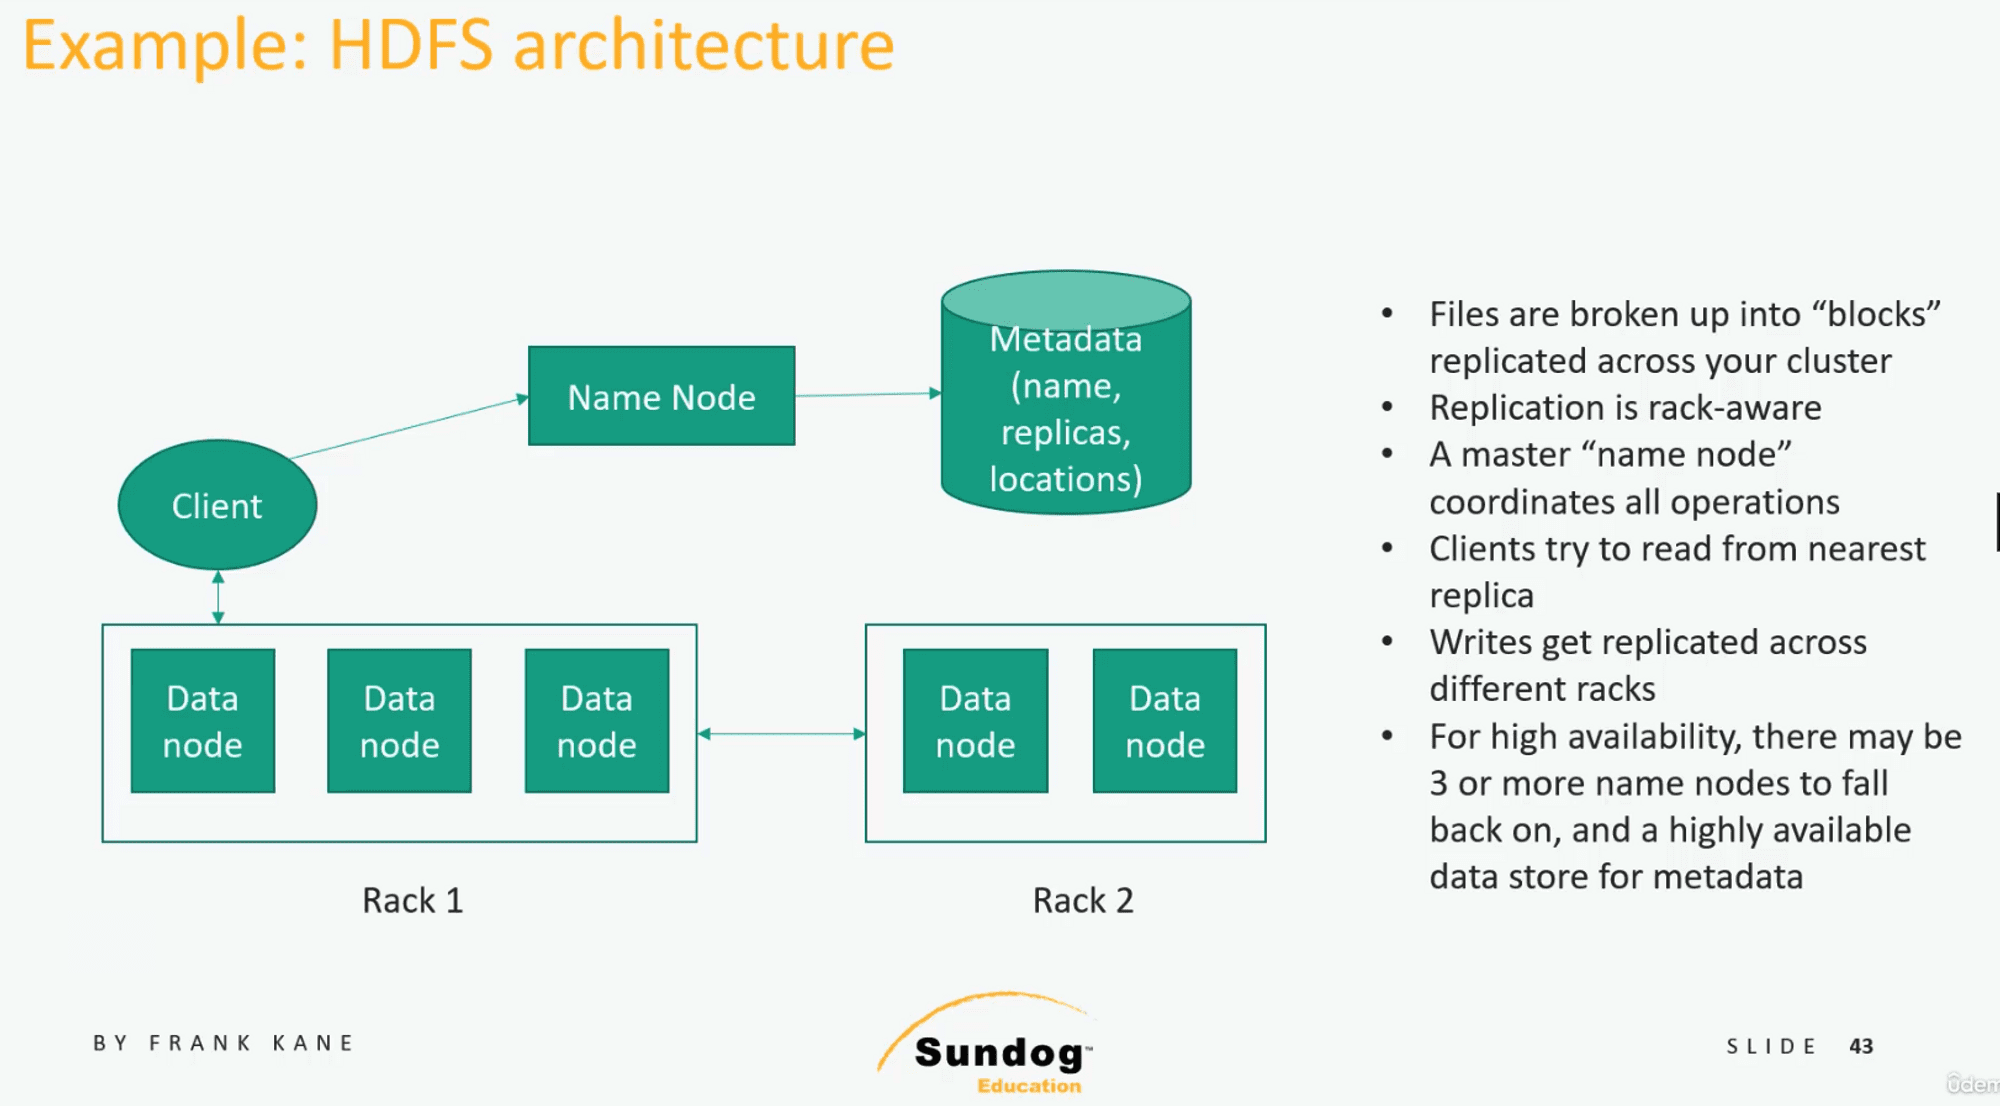 Example: HDFS architecture
Metadata
(name,
replicas,
locations)
Name Node
Client
Data
node
Data
node
Data
node
Data
node
Data
node
Rack 1
Rack 2
• Files are broken up into “blocks”
replicated across your cluster
• Replication is rack-aware
• A master “name node”
coordinates all operations
• Clients try to read from nearest
replica
• Writes get replicated across
different racks
• For high availability, there may be
3 or more name nodes to fall
back on, and a highly available
data store for metadata
BY FRANK KANE
Sundog™
Education
SLIDE 43